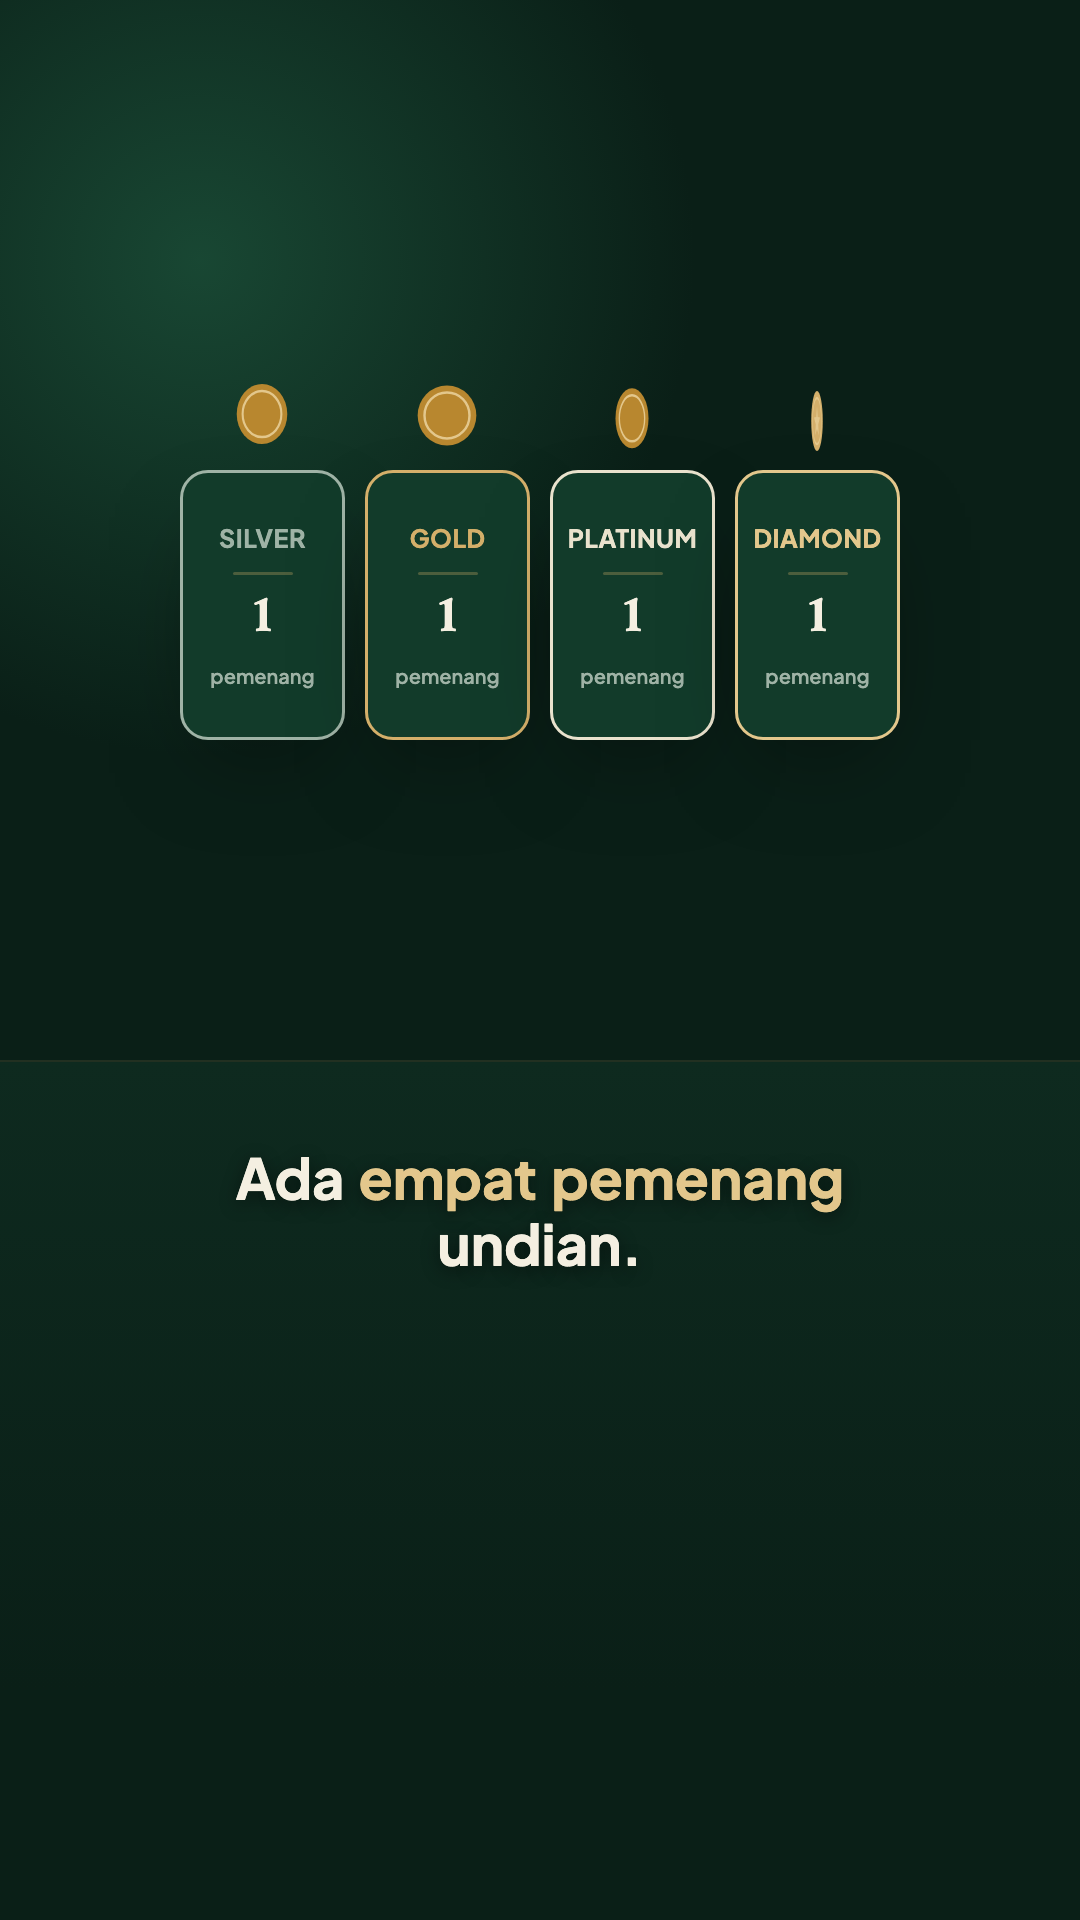 SILVER GOLD PLATINUM DIAMOND
1 1 1 1
pemenang pemenang pemenang pemenang
Ada empat pemenang
undian.